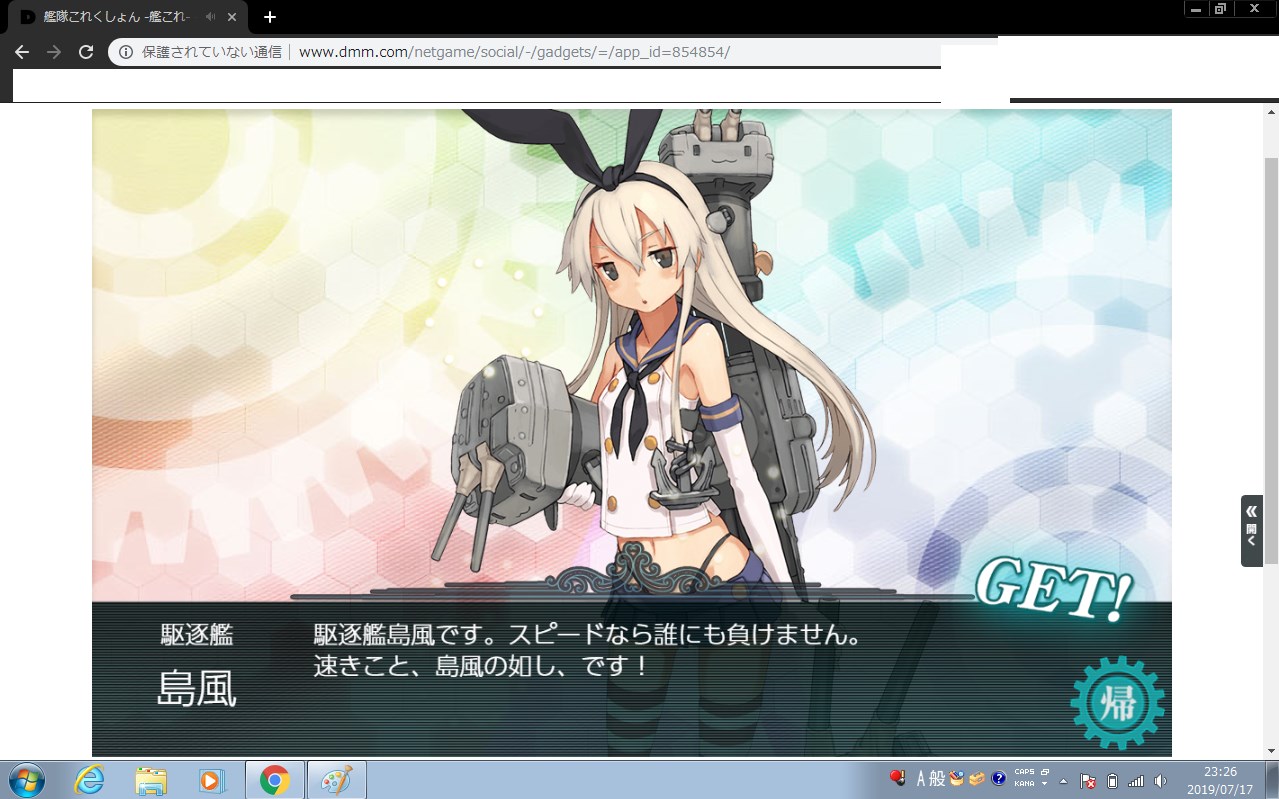 艦隊これくしょん -艦これ-
保護されていない通信 www.dmm.com/netgame/social/-/gadgets/=/app_id=854854/
開
GET!
駆逐艦
島風
駆逐艦島風です。スピードなら誰にも負けません。
速きこと、島風の如し、です！
帰
A 般 CAPS KANA
23:26
2019/07/17